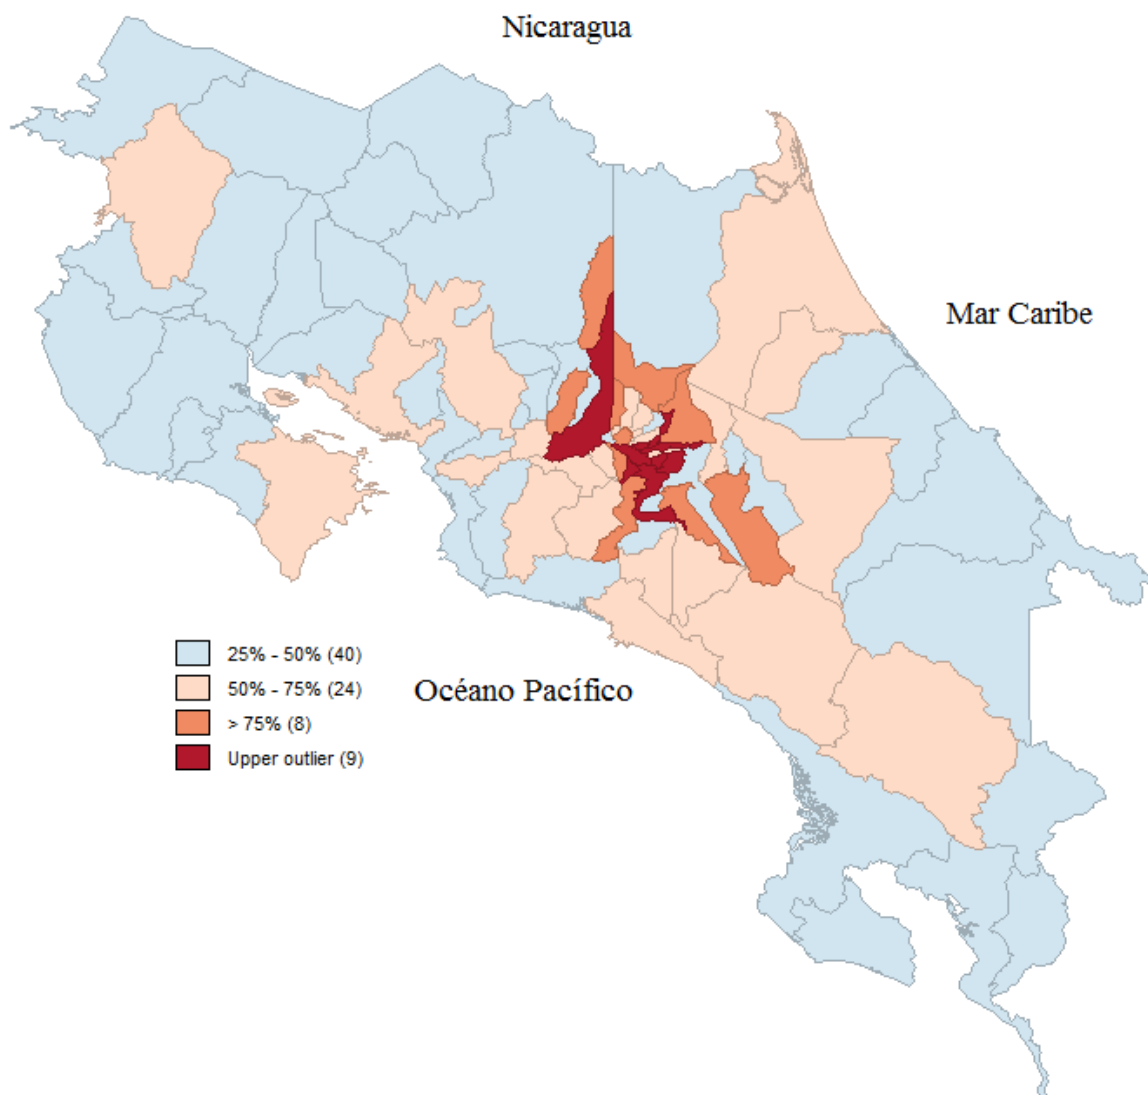 Nicaragua
Mar Caribe
25% - 50% (40)
50% - 75% (24)
> 75% (8)
Upper outlier (9)
Océano Pacífico